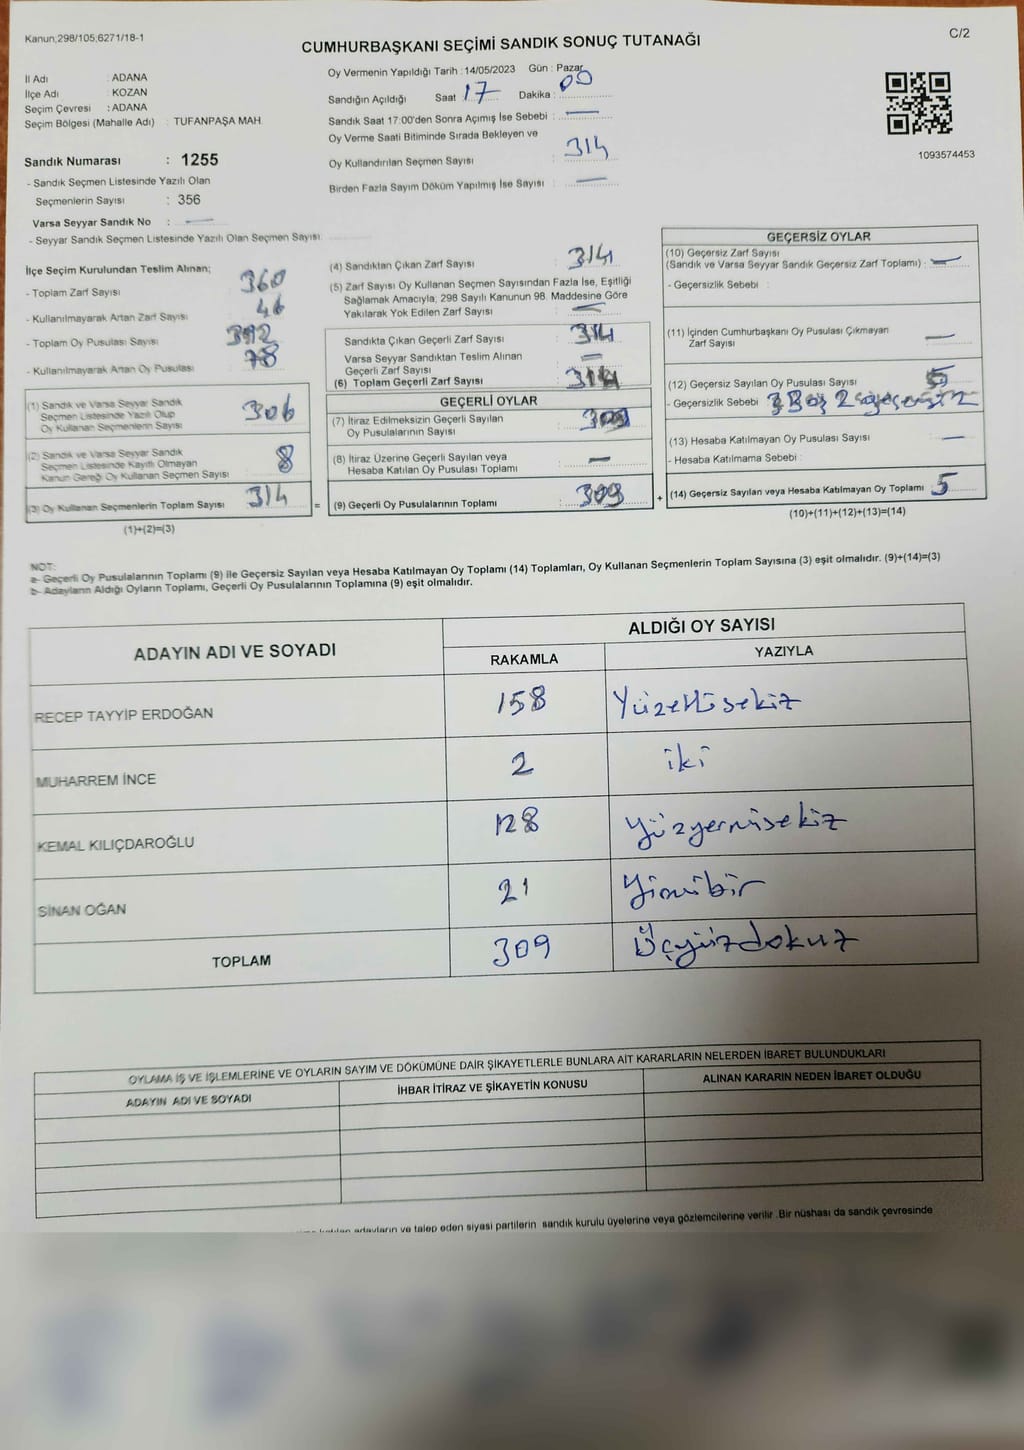 Kanun;298/105;6271/18-1
C/2
CUMHURBAŞKANI SEÇİMİ SANDIK SONUÇ TUTANAĞI
İl Adı : ADANA
İlçe Adı : KOZAN
Seçim Çevresi : ADANA
Seçim Bölgesi (Mahalle Adı) : TUFANPAŞA MAH.
Sandık Numarası : 1255
- Sandık Seçmen Listesinde Yazılı Olan
Seçmenlerin Sayısı : 356
Varsa Seyyar Sandık No : —
- Seyyar Sandık Seçmen Listesinde Yazılı Olan Seçmen Sayısı:
Oy Vermenin Yapıldığı Tarih : 14/05/2023 Gün : Pazar
Sandığın Açıldığı Saat : 17 Dakika : 00
Sandık Saat 17:00'den Sonra Açımış İse Sebebi : —
Oy Verme Saati Bitiminde Sırada Bekleyen ve
Oy Kullandırılan Seçmen Sayısı : 314
Birden Fazla Sayım Döküm Yapılmış İse Sayısı : —
1093574453
İlçe Seçim Kurulundan Teslim Alınan;
- Toplam Zarf Sayısı : 360
- Kullanılmayarak Artan Zarf Sayısı : 46
- Toplam Oy Pusulası Sayısı : 392
- Kullanılmayarak Artan Oy Pusulası : 78
(1) Sandık ve Varsa Seyyar Sandık
Seçmen Listesinde Yazılı Olup
Oy Kullanan Seçmenlerin Sayısı : 306
(2) Sandık ve Varsa Seyyar Sandık
Seçmen Listesinde Kayıtlı Olmayan
Kanun Gereği Oy Kullanan Seçmen Sayısı : 8
(3) Oy Kullanan Seçmenlerin Toplam Sayısı : 314
(1)+(2)=(3)
(4) Sandıktan Çıkan Zarf Sayısı : 314
(5) Zarf Sayısı Oy Kullanan Seçmen Sayısından Fazla İse, Eşitliği
Sağlamak Amacıyla, 298 Sayılı Kanunun 98. Maddesine Göre
Yakılarak Yok Edilen Zarf Sayısı : —
Sandıkta Çıkan Geçerli Zarf Sayısı : 314
Varsa Seyyar Sandıktan Teslim Alınan
Geçerli Zarf Sayısı : —
(6) Toplam Geçerli Zarf Sayısı : 314
GEÇERLİ OYLAR
(7) İtiraz Edilmeksizin Geçerli Sayılan
Oy Pusulalarının Sayısı : 309
(8) İtiraz Üzerine Geçerli Sayılan veya
Hesaba Katılan Oy Pusulası Toplamı : —
= (9) Geçerli Oy Pusulalarının Toplamı : 309
GEÇERSİZ OYLAR
(10) Geçersiz Zarf Sayısı
(Sandık ve Varsa Seyyar Sandık Geçersiz Zarf Toplamı) : —
- Geçersizlik Sebebi :
(11) İçinden Cumhurbaşkanı Oy Pusulası Çıkmayan
Zarf Sayısı : —
(12) Geçersiz Sayılan Oy Pusulası Sayısı : 5
- Geçersizlik Sebebi : 3 Boş 2 geçersiz
(13) Hesaba Katılmayan Oy Pusulası Sayısı : —
- Hesaba Katılmama Sebebi :
+ (14) Geçersiz Sayılan veya Hesaba Katılmayan Oy Toplamı : 5
(10)+(11)+(12)+(13)=(14)
NOT:
a- Geçerli Oy Pusulalarının Toplamı (9) ile Geçersiz Sayılan veya Hesaba Katılmayan Oy Toplamı (14) Toplamları, Oy Kullanan Seçmenlerin Toplam Sayısına (3) eşit olmalıdır. (9)+(14)=(3)
b- Adayların Aldığı Oyların Toplamı, Geçerli Oy Pusulalarının Toplamına (9) eşit olmalıdır.
ADAYIN ADI VE SOYADI
ALDIĞI OY SAYISI
RAKAMLA YAZIYLA
RECEP TAYYİP ERDOĞAN 158 Yüzellisekiz
MUHARREM İNCE 2 iki
KEMAL KILIÇDAROĞLU 128 Yüzyermisekiz
SİNAN OĞAN 21 Yirmibir
TOPLAM 309 Üçyüzdokuz
OYLAMA İŞ VE İŞLEMLERİNE VE OYLARIN SAYIM VE DÖKÜMÜNE DAİR ŞİKAYETLERLE BUNLARA AİT KARARLARIN NELERDEN İBARET BULUNDUKLARI
ADAYIN ADI VE SOYADI İHBAR İTİRAZ VE ŞİKAYETİN KONUSU ALINAN KARARIN NEDEN İBARET OLDUĞU
adayların ve talep eden siyasi partilerin sandık kurulu üyelerine veya gözlemcilerine verilir .Bir nüshası da sandık çevresinde